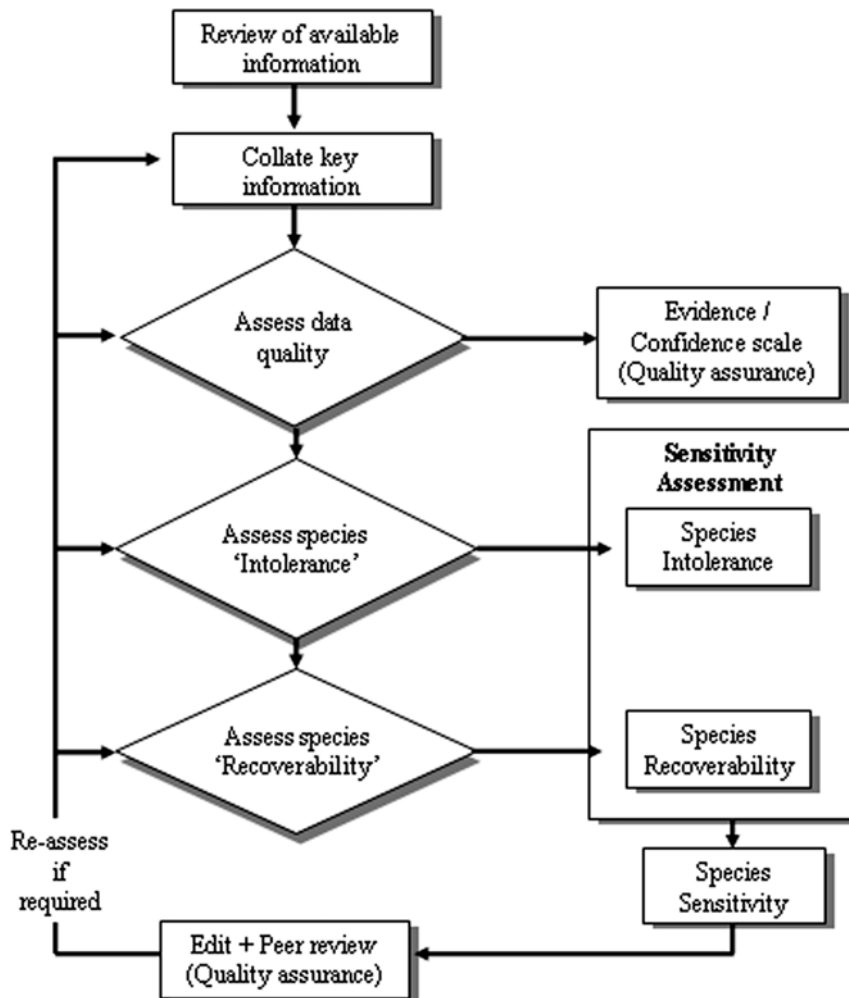 Review of available
information
Collate key
information
Assess data
quality
Evidence /
Confidence scale
(Quality assurance)
Sensitivity
Assessment
Assess species
‘Intolerance’
Species
Intolerance
Assess species
‘Recoverability’
Species
Recoverability
Re-assess
if
required
Species
Sensitivity
Edit + Peer review
(Quality assurance)